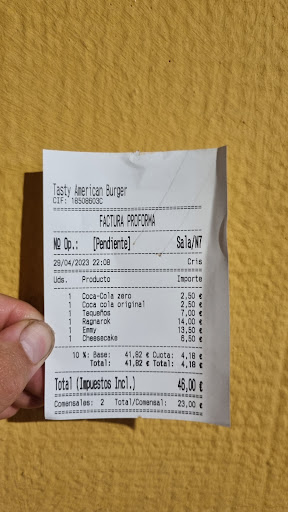 Tasty American Burger
CIF: 16508603C
FACTURA PROFORMA
Nº Op.: [Pendiente] Sala/N7
29/04/2023 22:08 Cris
Uds. Producto Importe
1 Coca-Cola zero 2,50 €
1 Coca cola original 2,50 €
1 Tequeños 7,00 €
1 Ragnarok 14,00 €
1 Emmy 13,50 €
1 Cheesecake 6,50 €
10 %: Base: 41,82 € Cuota: 4,18 €
Total: 41,82 € Total: 4,18 €
Total (Impuestos Incl.) 46,00 €
Comensales: 2 Total/Comensal: 23,00 €